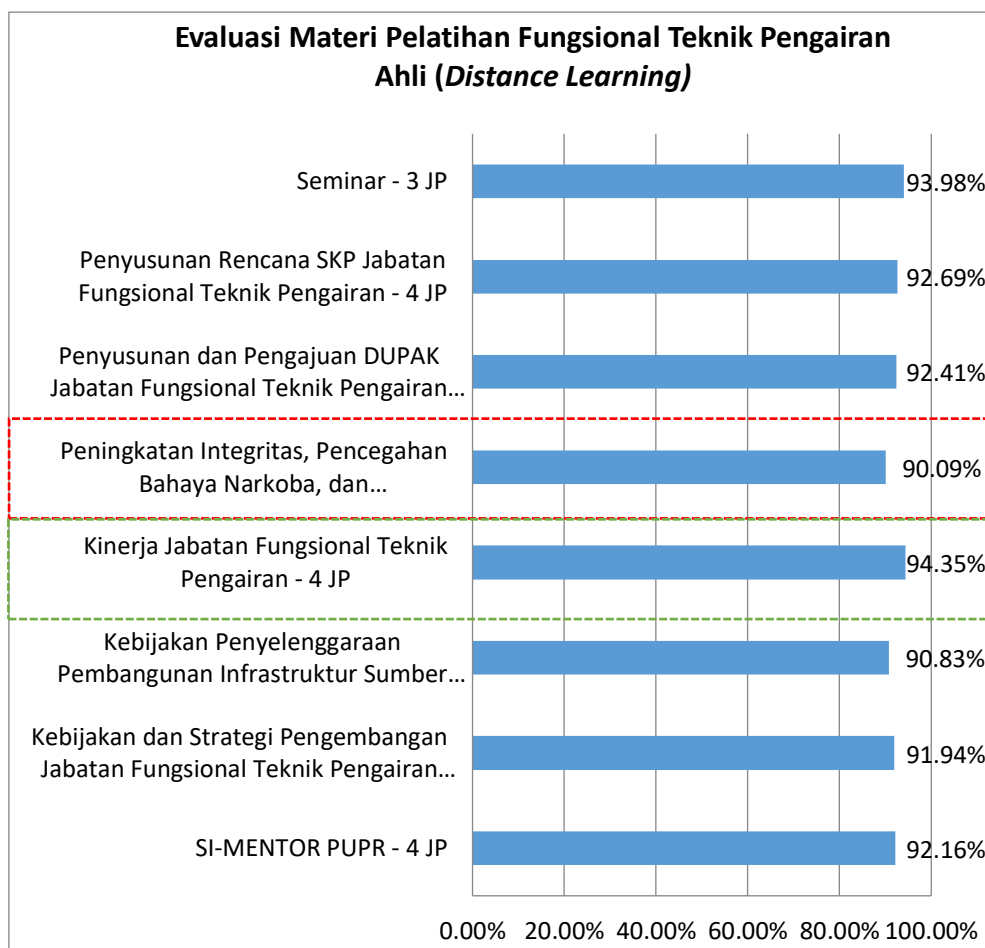 Evaluasi Materi Pelatihan Fungsional Teknik Pengairan
Ahli (Distance Learning)
Seminar - 3 JP
93.98%
Penyusunan Rencana SKP Jabatan
Fungsional Teknik Pengairan - 4 JP
92.69%
Penyusunan dan Pengajuan DUPAK
Jabatan Fungsional Teknik Pengairan...
92.41%
Peningkatan Integritas, Pencegahan
Bahaya Narkoba, dan...
90.09%
Kinerja Jabatan Fungsional Teknik
Pengairan - 4 JP
94.35%
Kebijakan Penyelenggaraan
Pembangunan Infrastruktur Sumber...
90.83%
Kebijakan dan Strategi Pengembangan
Jabatan Fungsional Teknik Pengairan...
91.94%
SI-MENTOR PUPR - 4 JP
92.16%
0.00% 20.00% 40.00% 60.00% 80.00% 100.00%